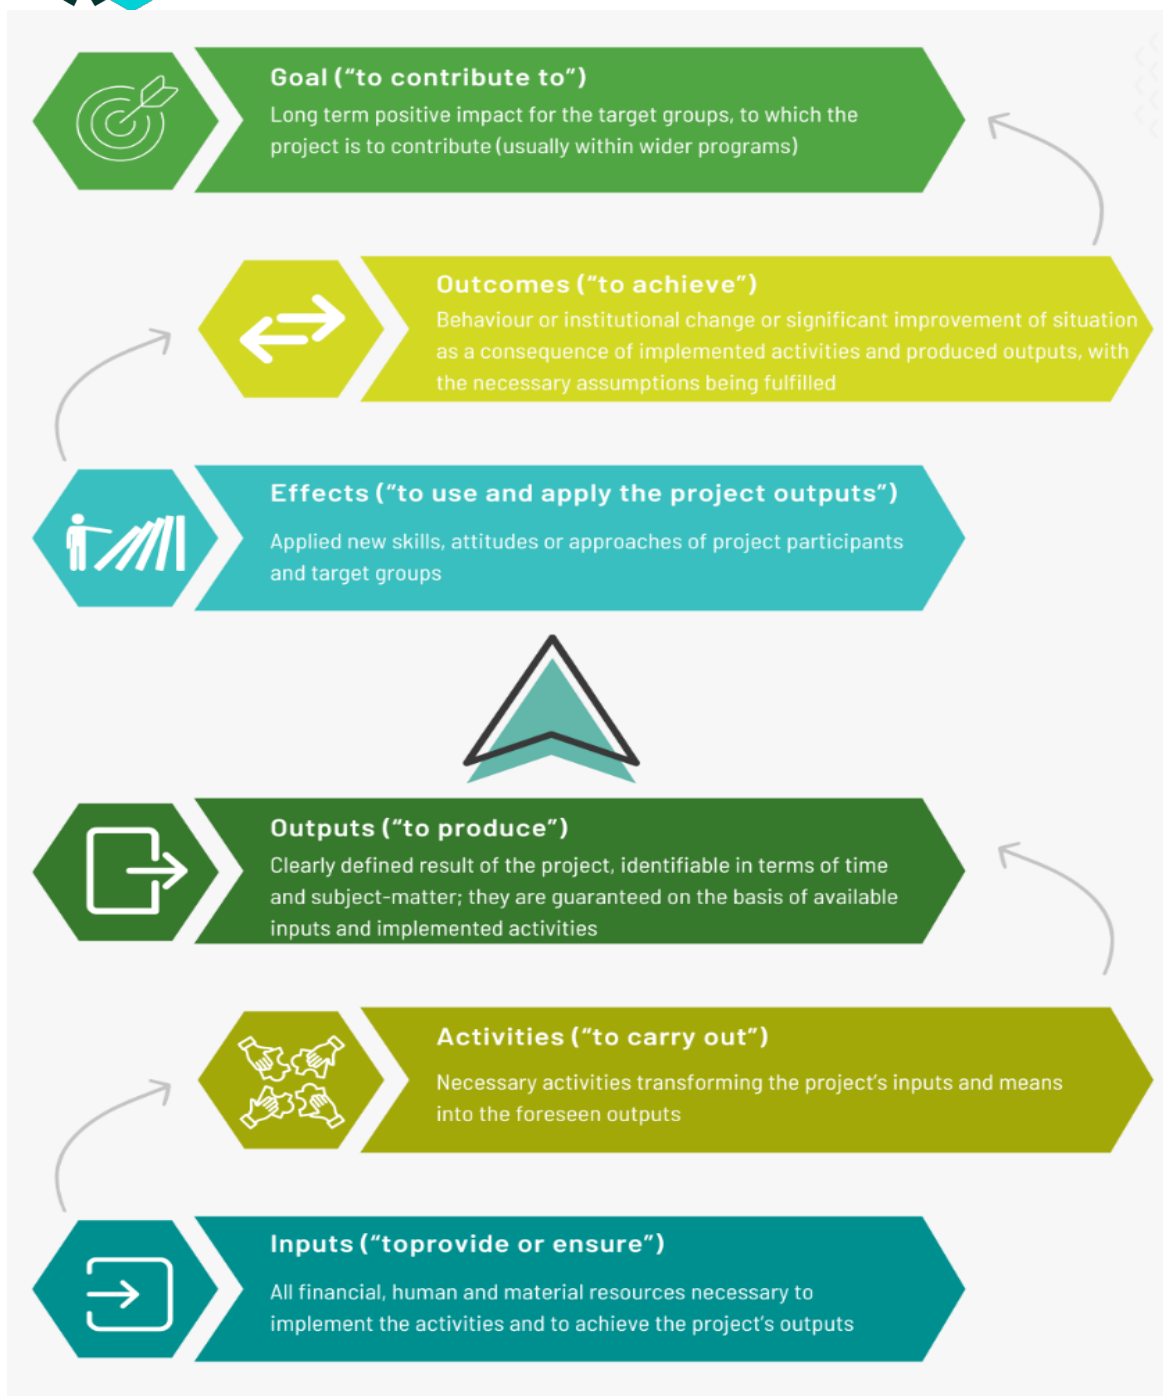 Goal (“to contribute to”)
Long term positive impact for the target groups, to which the
project is to contribute (usually within wider programs)
Outcomes (“to achieve”)
Behaviour or institutional change or significant improvement of situation
as a consequence of implemented activities and produced outputs, with
the necessary assumptions being fulfilled
Effects (“to use and apply the project outputs”)
Applied new skills, attitudes or approaches of project participants
and target groups
Outputs (“to produce”)
Clearly defined result of the project, identifiable in terms of time
and subject-matter; they are guaranteed on the basis of available
inputs and implemented activities
Activities (“to carry out”)
Necessary activities transforming the project’s inputs and means
into the foreseen outputs
Inputs (“toprovide or ensure”)
All financial, human and material resources necessary to
implement the activities and to achieve the project’s outputs